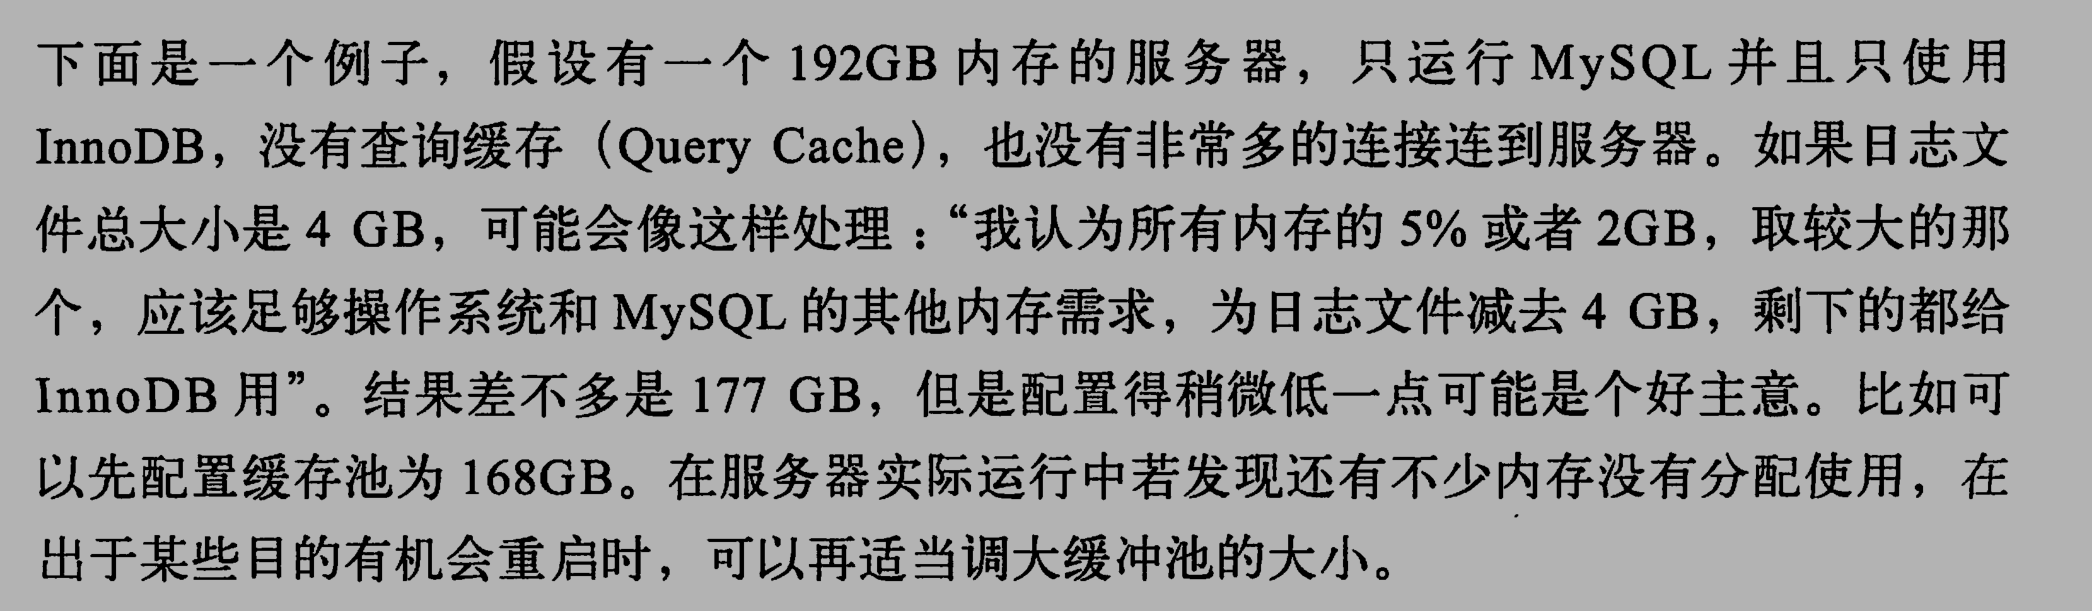 下面是一个例子，假设有一个 192GB 内存的服务器，只运行 MySQL 并且只使用
InnoDB，没有查询缓存（Query Cache），也没有非常多的连接连到服务器。如果日志文
件总大小是 4 GB，可能会像这样处理：“我认为所有内存的 5% 或者 2GB，取较大的那
个，应该足够操作系统和 MySQL 的其他内存需求，为日志文件减去 4 GB，剩下的都给
InnoDB 用”。结果差不多是 177 GB，但是配置得稍微低一点可能是个好主意。比如可
以先配置缓存池为 168GB。在服务器实际运行中若发现还有不少内存没有分配使用，在
出于某些目的有机会重启时，可以再适当调大缓冲池的大小。